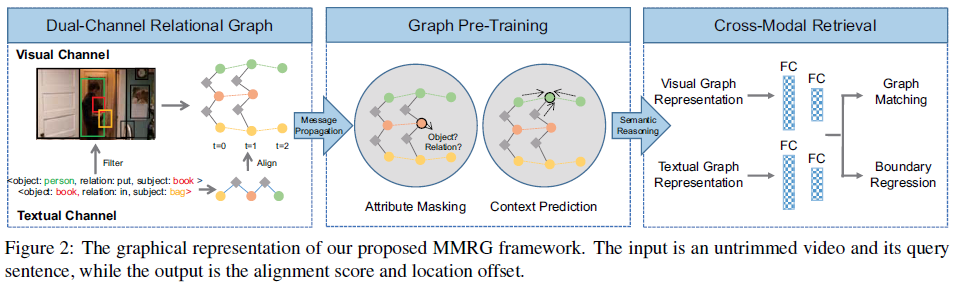 Dual-Channel Relational Graph
Visual Channel
t=0 t=1 t=2
Filter
Align
<object: person, relation: put, subject: book >
<object: book, relation: in, subject: bag>
Textual Channel
Message
Propagation
Graph Pre-Training
Object?
Relation?
Attribute Masking
Context Prediction
Semantic
Reasoning
Cross-Modal Retrieval
Visual Graph
Representation
FC
FC
Graph
Matching
Textual Graph
Representation
FC
FC
Boundary
Regression
Figure 2: The graphical representation of our proposed MMRG framework. The input is an untrimmed video and its query
sentence, while the output is the alignment score and location offset.